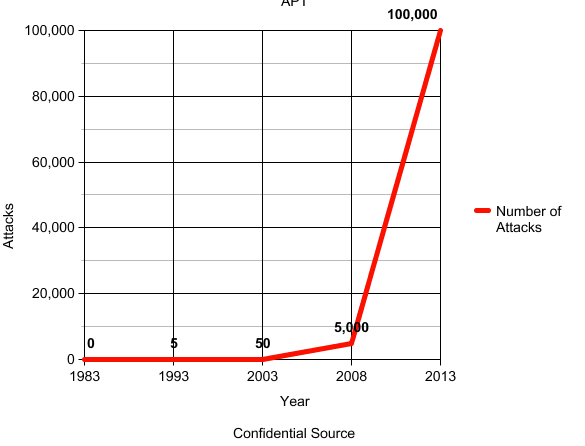 APT
100,000
100,000
80,000
60,000
40,000
20,000
0
Attacks
0
5
50
5,000
Number of
Attacks
1983
1993
2003
2008
2013
Year
Confidential Source